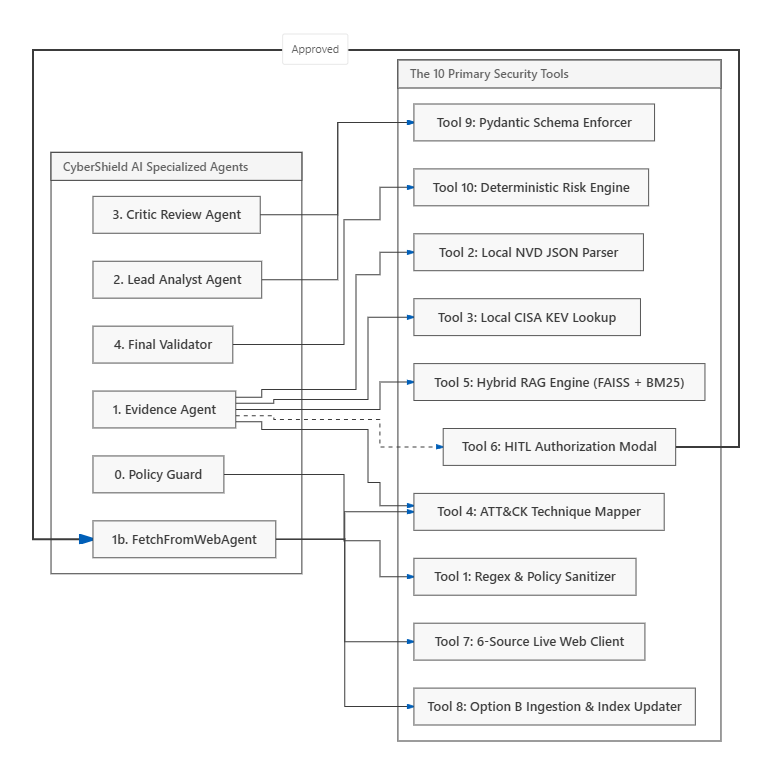 Approved
The 10 Primary Security Tools
Tool 9: Pydantic Schema Enforcer
CyberShield AI Specialized Agents
Tool 10: Deterministic Risk Engine
3. Critic Review Agent
Tool 2: Local NVD JSON Parser
2. Lead Analyst Agent
Tool 3: Local CISA KEV Lookup
4. Final Validator
Tool 5: Hybrid RAG Engine (FAISS + BM25)
1. Evidence Agent
Tool 6: HITL Authorization Modal
0. Policy Guard
Tool 4: ATT&CK Technique Mapper
1b. FetchFromWebAgent
Tool 1: Regex & Policy Sanitizer
Tool 7: 6-Source Live Web Client
Tool 8: Option B Ingestion & Index Updater